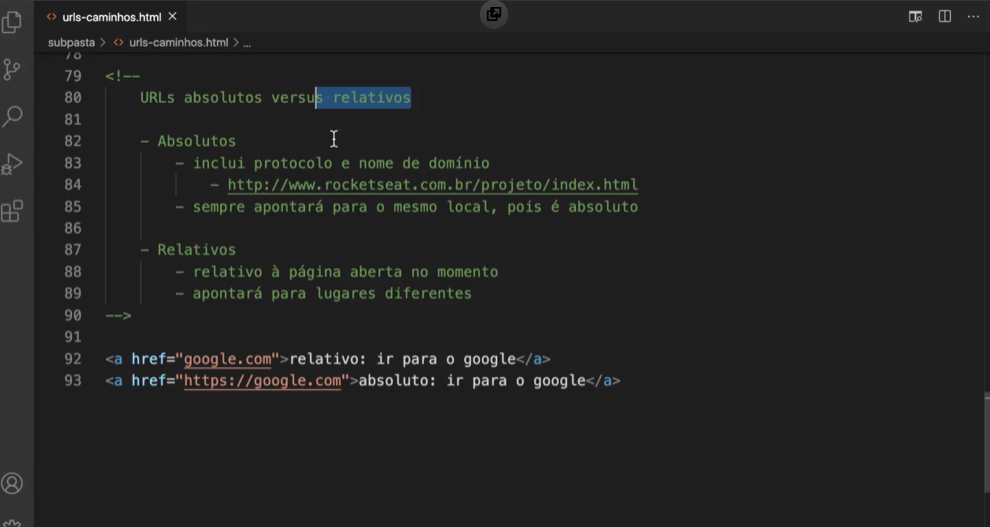 urls-caminhos.html
subpasta > urls-caminhos.html > ...
78
79 <!--
80 URLs absolutos versus relativos
81
82 - Absolutos
83 - inclui protocolo e nome de domínio
84 - http://www.rocketseat.com.br/projeto/index.html
85 - sempre apontará para o mesmo local, pois é absoluto
86
87 - Relativos
88 - relativo à página aberta no momento
89 - apontará para lugares diferentes
90 -->
91
92 <a href="google.com">relativo: ir para o google</a>
93 <a href="https://google.com">absoluto: ir para o google</a>